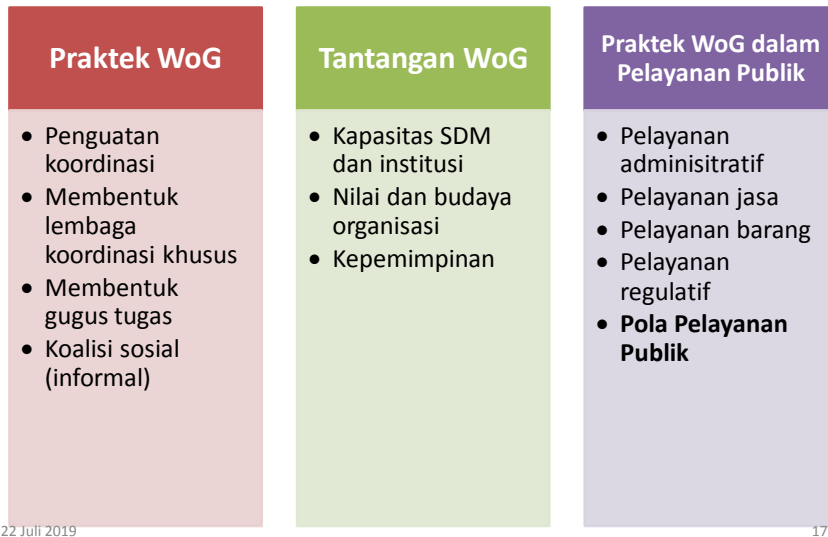 Praktek WoG
• Penguatan
koordinasi
• Membentuk
lembaga
koordinasi khusus
• Membentuk
gugus tugas
• Koalisi sosial
(informal)
Tantangan WoG
• Kapasitas SDM
dan institusi
• Nilai dan budaya
organisasi
• Kepemimpinan
Praktek WoG dalam
Pelayanan Publik
• Pelayanan
adminisitratif
• Pelayanan jasa
• Pelayanan barang
• Pelayanan
regulatif
• Pola Pelayanan
Publik
22 Juli 2019
17